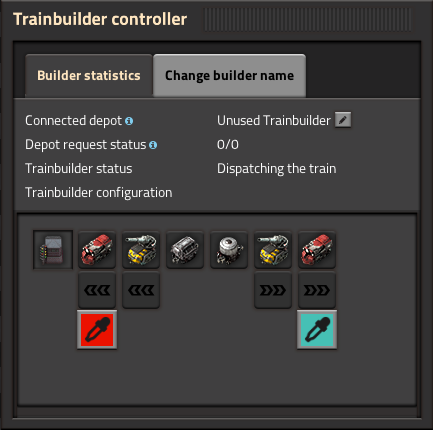 Trainbuilder controller
Builder statistics
Change builder name
Connected depot Unused Trainbuilder
Depot request status 0/0
Trainbuilder status Dispatching the train
Trainbuilder configuration